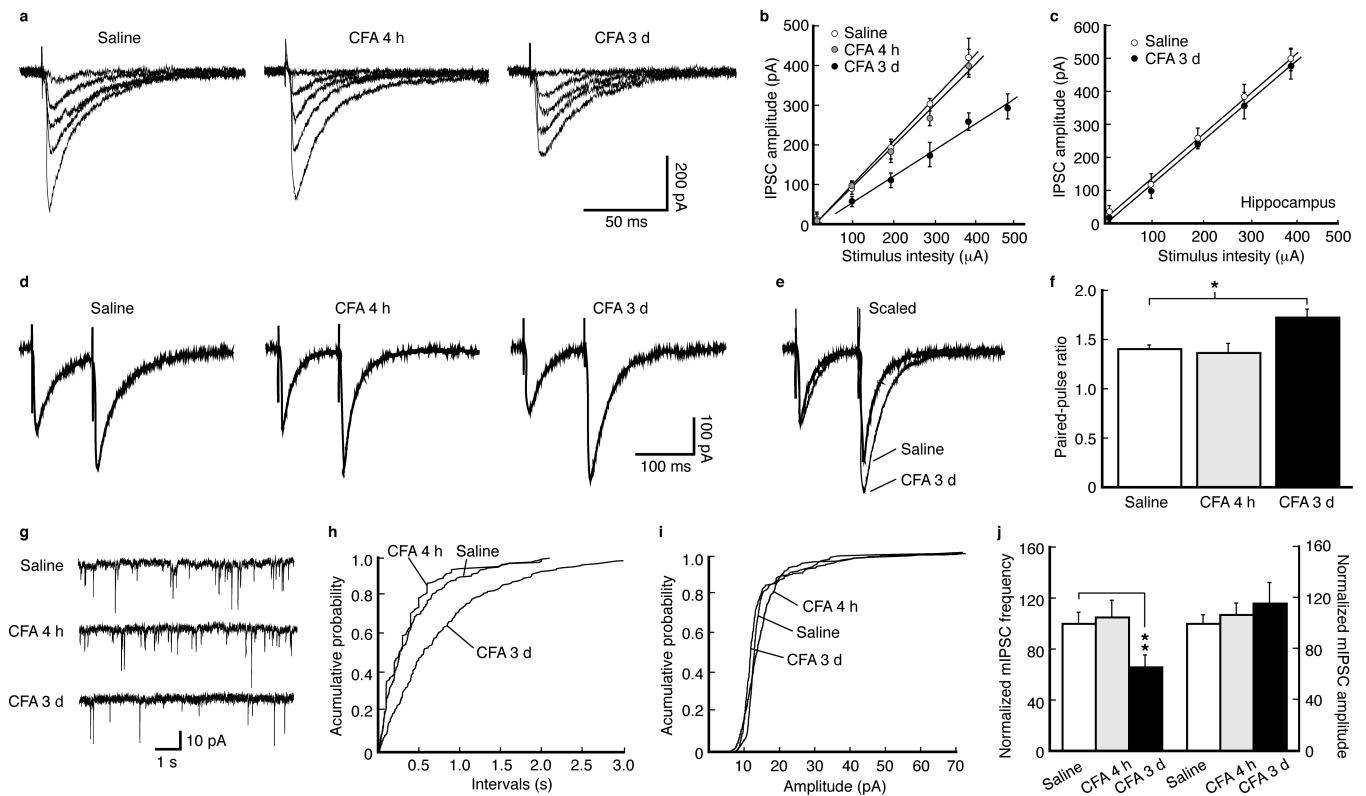 a
Saline
CFA 4 h
CFA 3 d
200 pA
50 ms
b
500
400
300
200
100
0
IPSC amplitude (pA)
Saline
CFA 4 h
CFA 3 d
100 200 300 400 500
Stimulus intesity (μA)
c
600
500
400
300
200
100
0
IPSC amplitude (pA)
Saline
CFA 3 d
Hippocampus
100 200 300 400 500
Stimulus intesity (μA)
d
Saline
CFA 4 h
CFA 3 d
100 pA
100 ms
e
Scaled
Saline
CFA 3 d
f
2.0
1.5
1.0
0.5
0
Paired-pulse ratio
*
Saline CFA 4 h CFA 3 d
g
Saline
CFA 4 h
CFA 3 d
10 pA
1 s
h
1.0
0.8
0.6
0.4
0.2
0
Acumulative probability
CFA 4 h
Saline
CFA 3 d
0.5 1.0 1.5 2.0 2.5 3.0
Intervals (s)
i
1.0
0.8
0.6
0.4
0.2
0
Acumulative probability
CFA 4 h
Saline
CFA 3 d
10 20 30 40 50 60 70
Amplitude (pA)
j
160
120
80
40
0
Normalized mIPSC frequency
*
*
160
120
80
40
0
Normalized mIPSC amplitude
Saline CFA 4 h CFA 3 d
Saline CFA 4 h CFA 3 d